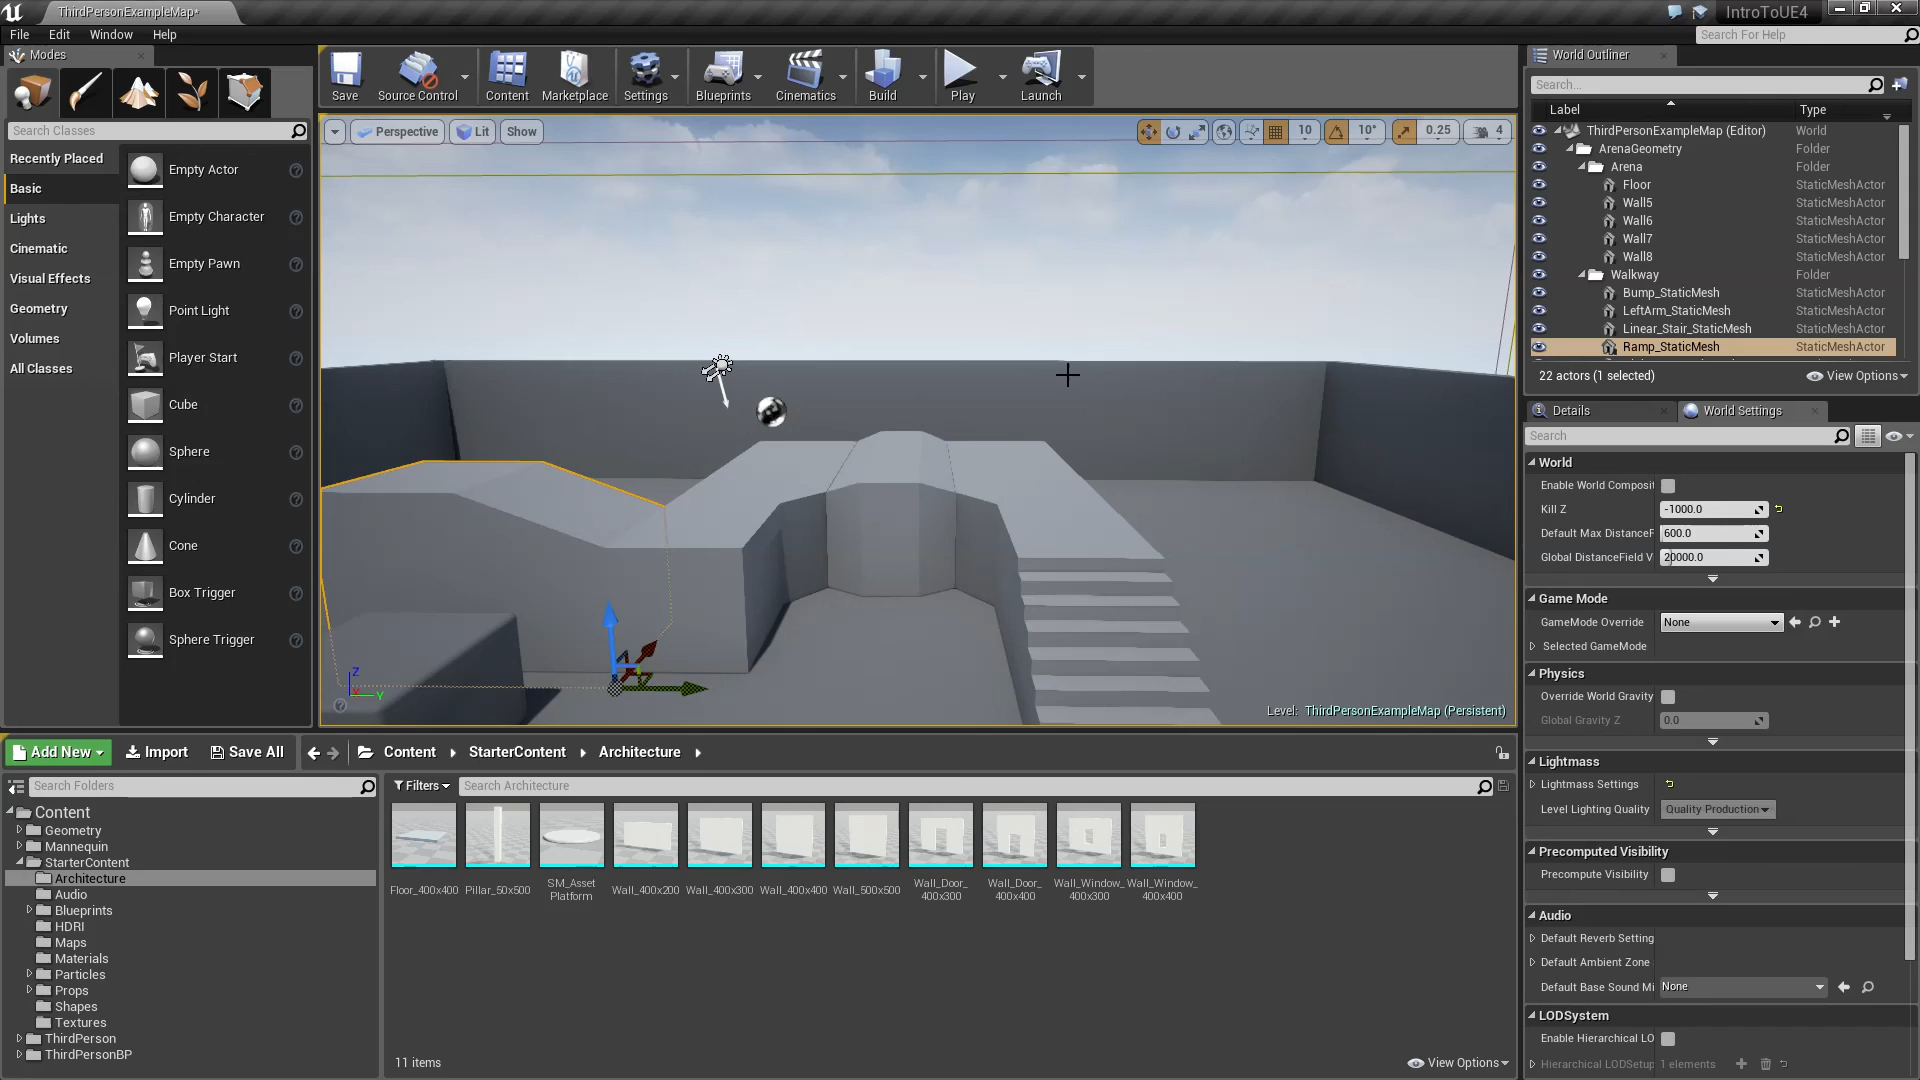 ThirdPersonExampleMap*
IntroToUE4
File Edit Window Help
Search For Help
Modes
Search Classes
Recently Placed
Basic
Lights
Cinematic
Visual Effects
Geometry
Volumes
All Classes
Empty Actor
Empty Character
Empty Pawn
Point Light
Player Start
Cube
Sphere
Cylinder
Cone
Box Trigger
Sphere Trigger
Save
Source Control
Content
Marketplace
Settings
Blueprints
Cinematics
Build
Play
Launch
Perspective Lit Show
10 10° 0.25 4
Z
X
Y
Level: ThirdPersonExampleMap (Persistent)
World Outliner
Search...
Label Type
ThirdPersonExampleMap (Editor) World
ArenaGeometry Folder
Arena Folder
Floor StaticMeshActor
Wall5 StaticMeshActor
Wall6 StaticMeshActor
Wall7 StaticMeshActor
Wall8 StaticMeshActor
Walkway Folder
Bump_StaticMesh StaticMeshActor
LeftArm_StaticMesh StaticMeshActor
Linear_Stair_StaticMesh StaticMeshActor
Ramp_StaticMesh StaticMeshActor
22 actors (1 selected) View Options
Details World Settings
Search
World
Enable World Composit
Kill Z -1000.0
Default Max DistanceF 600.0
Global DistanceField V 20000.0
Game Mode
GameMode Override None
Selected GameMode
Physics
Override World Gravity
Global Gravity Z 0.0
Lightmass
Lightmass Settings
Level Lighting Quality Quality Production
Precomputed Visibility
Precompute Visibility
Audio
Default Reverb Setting
Default Ambient Zone
Default Base Sound Mi None
LODSystem
Enable Hierarchical LO
Hierarchical LODSetup 1 elements
Add New Import Save All Content StarterContent Architecture
Search Folders
Filters Search Architecture
Content
Geometry
Mannequin
StarterContent
Architecture
Audio
Blueprints
HDRI
Maps
Materials
Particles
Props
Shapes
Textures
ThirdPerson
ThirdPersonBP
Floor_400x400
Pillar_50x500
SM_Asset
Platform
Wall_400x200
Wall_400x300
Wall_400x400
Wall_500x500
Wall_Door_
400x300
Wall_Door_
400x400
Wall_Window_
400x300
Wall_Window_
400x400
11 items
View Options